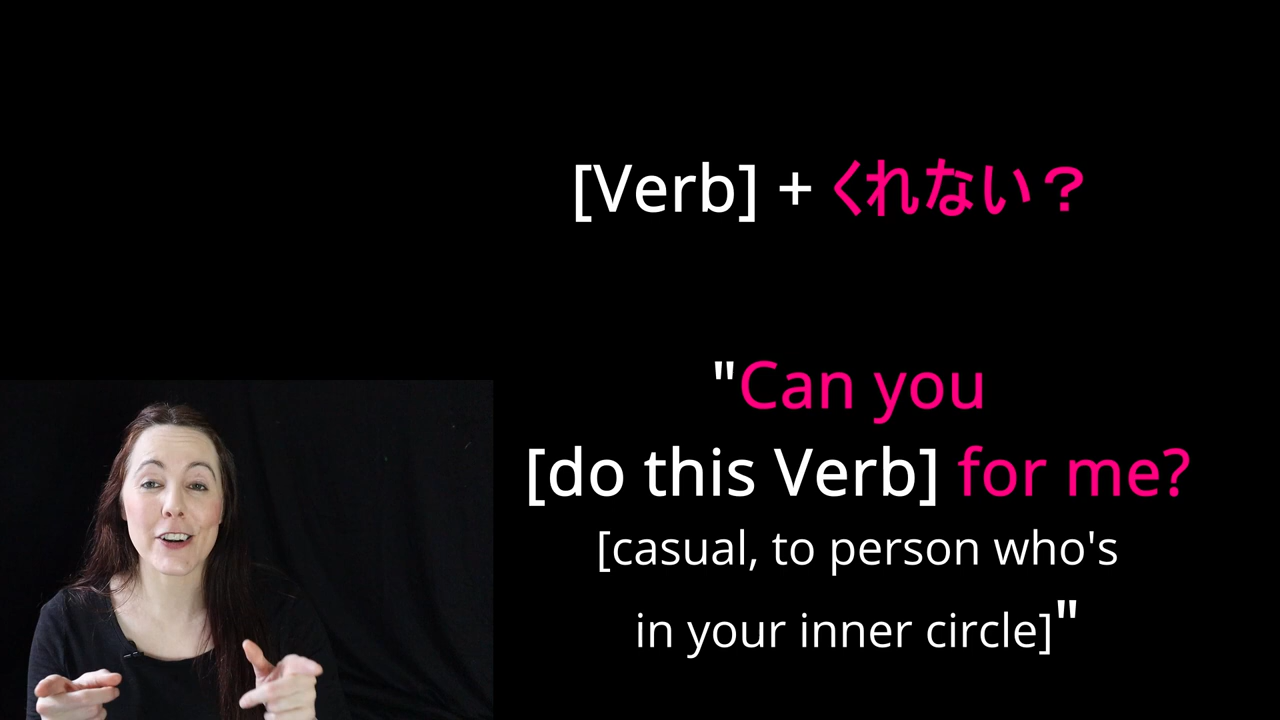 [Verb] + くれない？
"Can you
[do this Verb] for me?
[casual, to person who's
in your inner circle]"